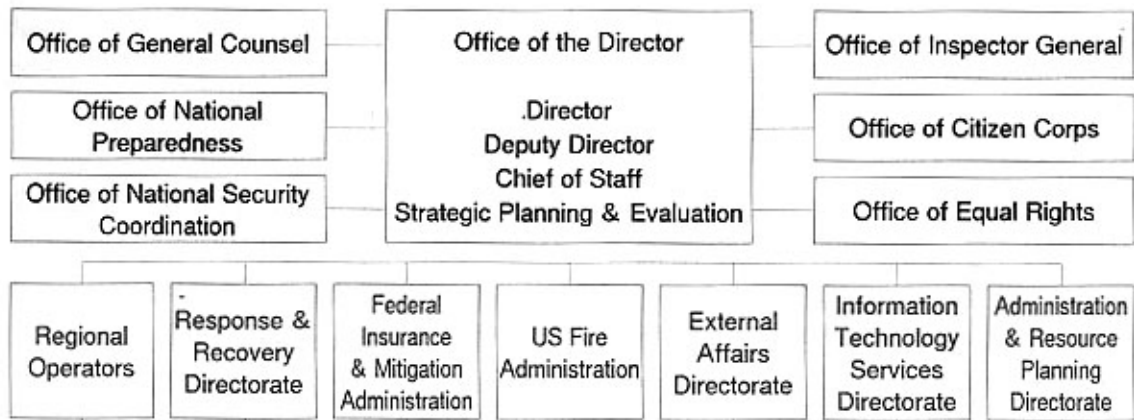 Office of General Counsel
Office of National
Preparedness
Office of National Security
Coordination
Office of the Director
.Director
Deputy Director
Chief of Staff
Strategic Planning & Evaluation
Office of Inspector General
Office of Citizen Corps
Office of Equal Rights
Regional
Operators
Response &
Recovery
Directorate
Federal
Insurance
& Mitigation
Administration
US Fire
Administration
External
Affairs
Directorate
Information
Technology
Services
Directorate
Administration
& Resource
Planning
Directorate